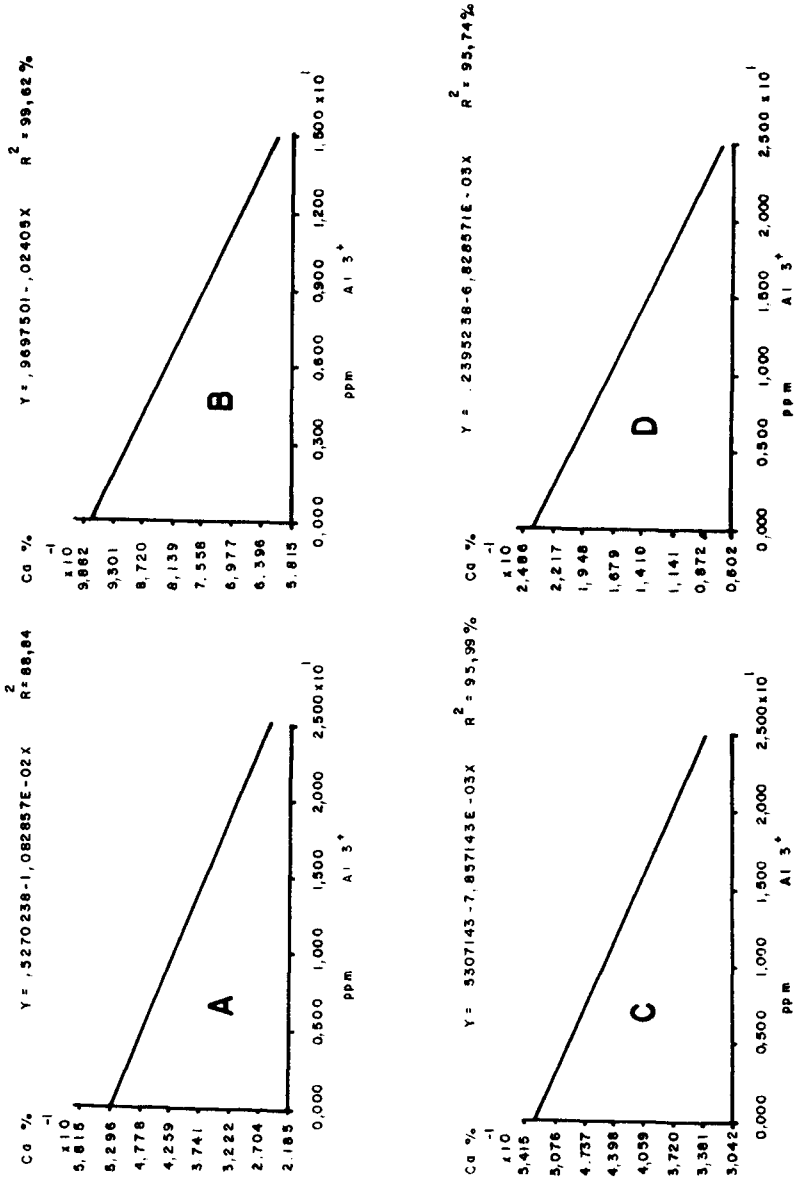 Ca %
x10 -1
Y = ,5270238-1,082857E-02X R2=88,84
5,815
5,296
4,778
4,259
3.741
3,222
2.704
2.185
A
0,000 0,500 1,000 1,500 2,000 2,500x10 1
ppm Al 3+
Ca %
x10 -1
Y = ,9697501-,02405X R2 = 99,62 %
9,882
9,301
8,720
8,139
7.558
6,977
6.396
5.815
B
0,000 0,300 0,600 0,900 1,200 1,500 x10 1
ppm Al 3+
Ca %
x10 -1
Y = 5307143-7,857143E-03X R2 = 95,99 %
5,415
5,076
4.737
4,398
4,059
3,720
3,381
3,042
C
0,000 0,500 1,000 1,500 2,000 2,500x10 1
ppm Al 3+
Ca %
x10 -1
Y = .2395238-6,828571E-03X R2 = 95,74%
2,486
2,217
1,948
1,679
1,410
1,141
0,872
0,602
D
0,000 0,500 1,000 1,500 2,000 2,500 x10 1
ppm Al 3+